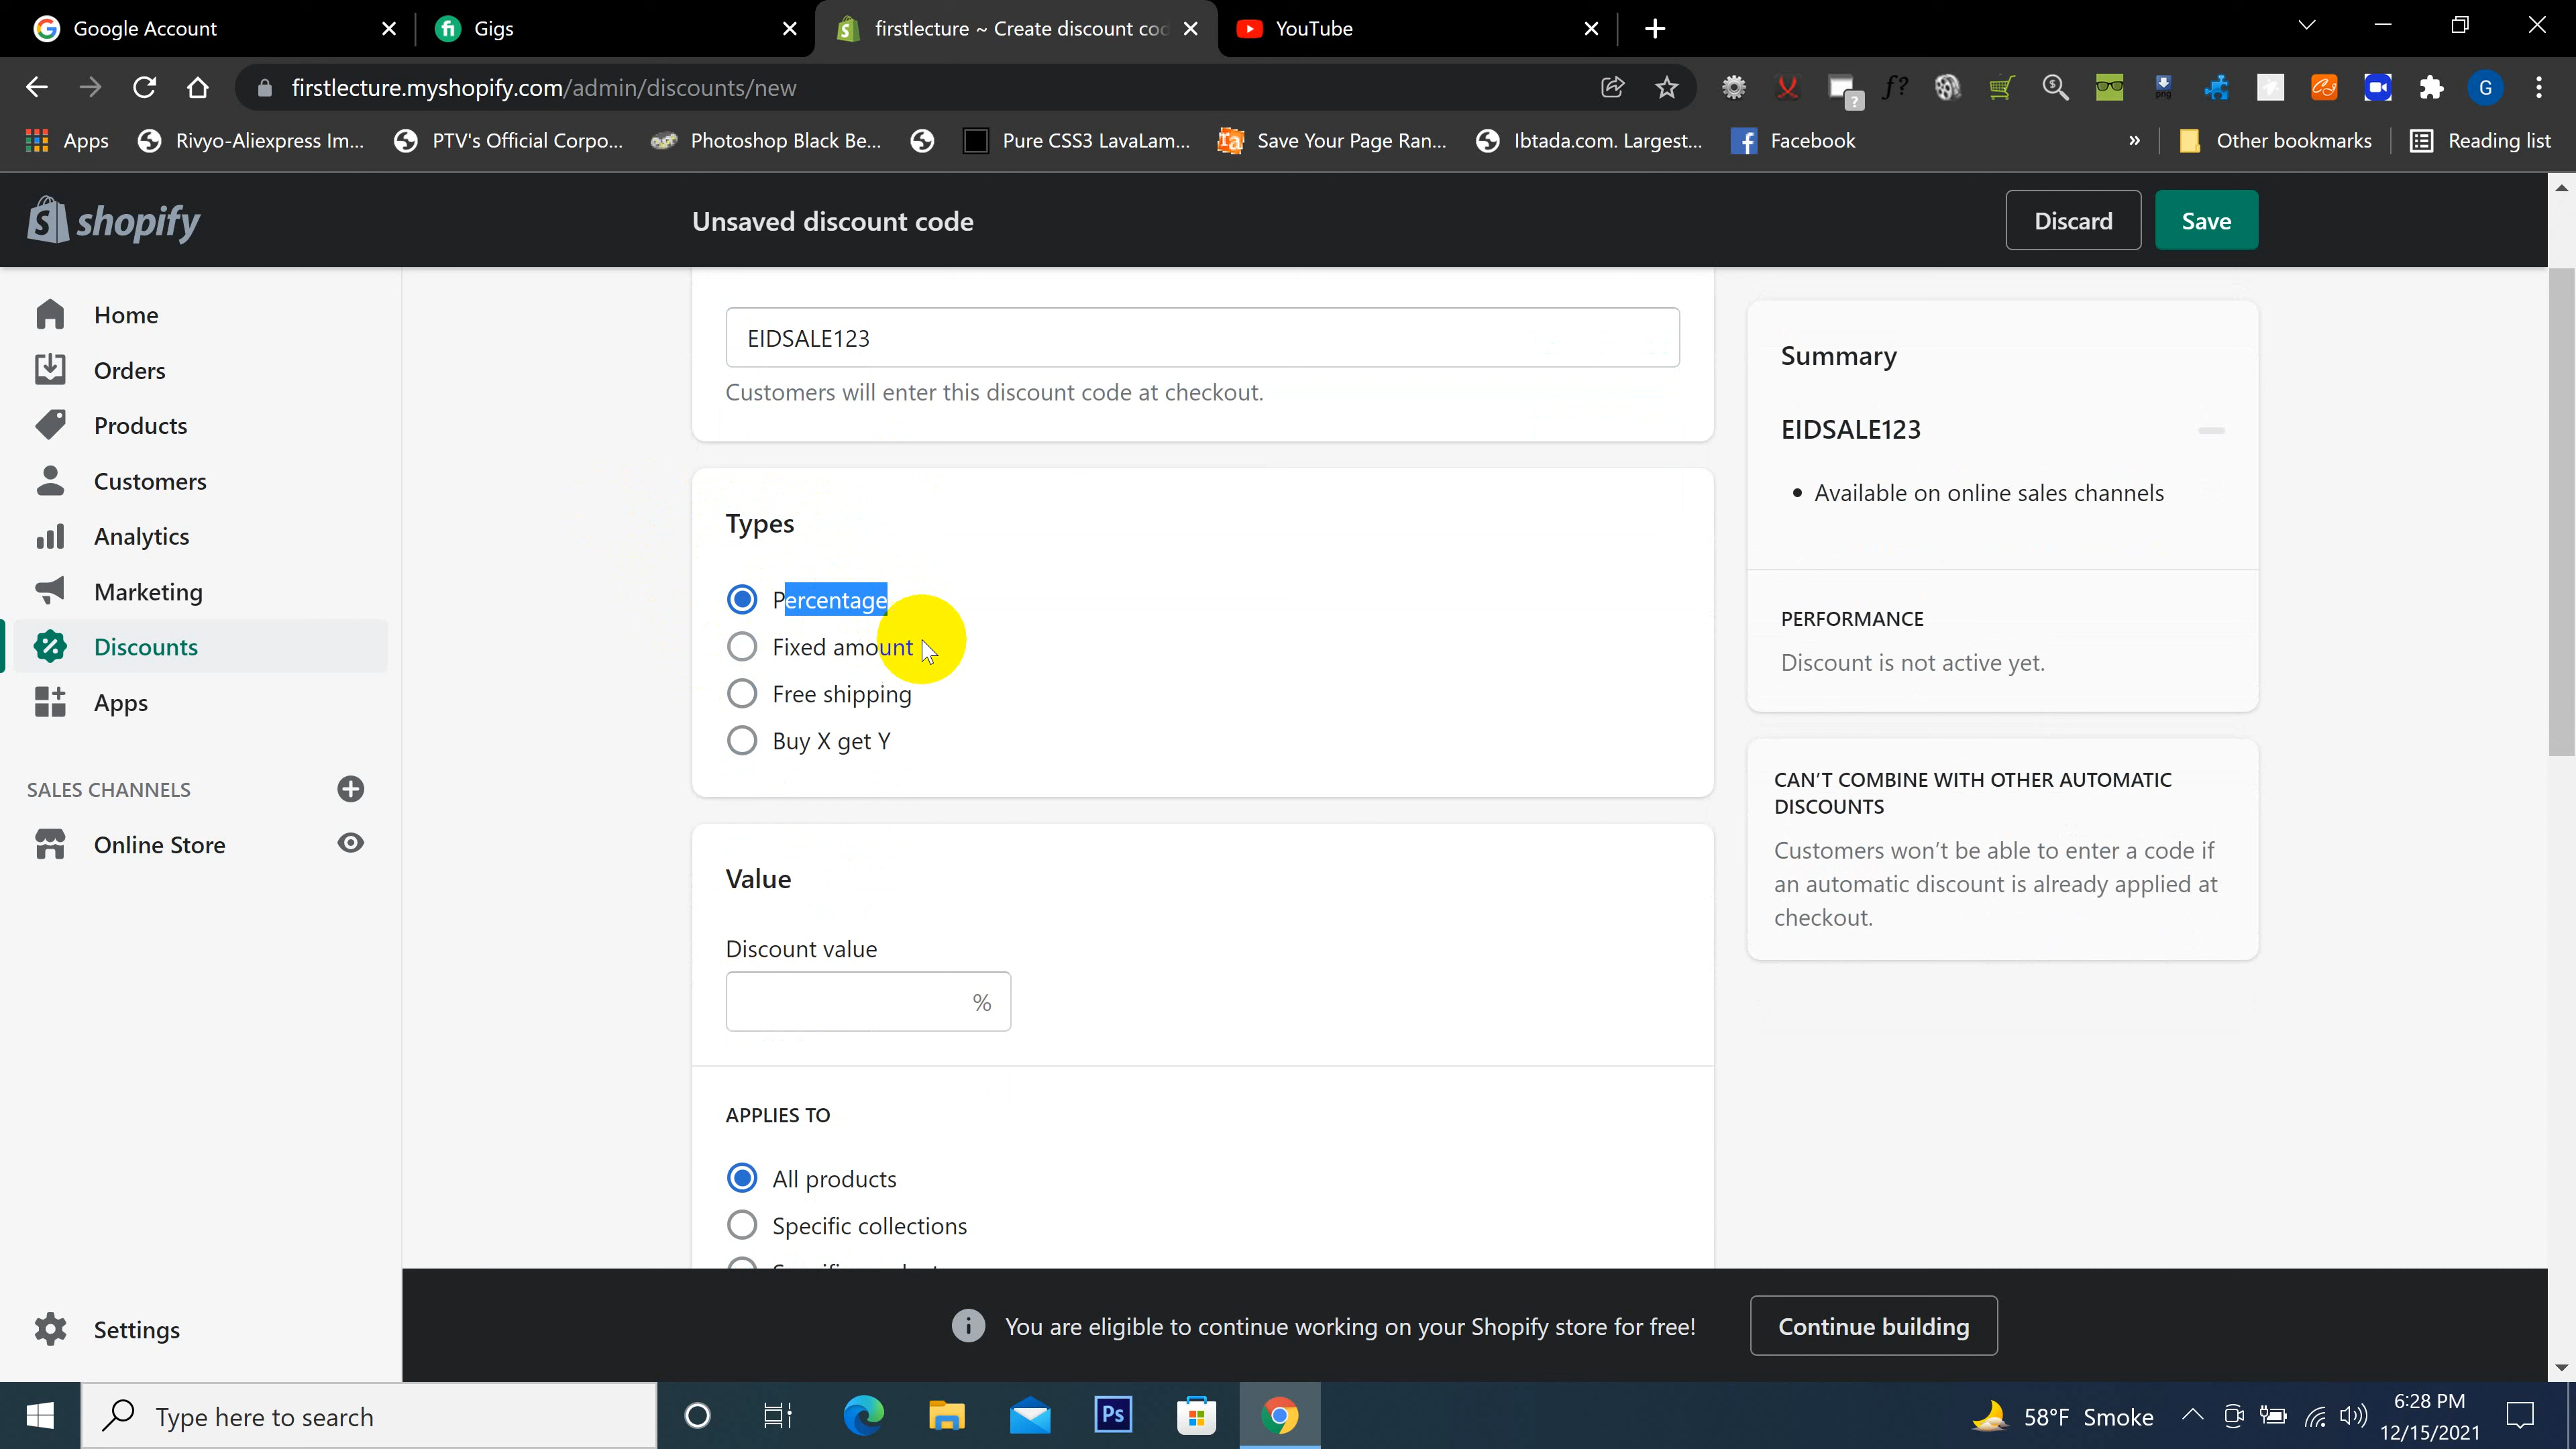 Google Account
Gigs
firstlecture ~ Create discount cod
YouTube
firstlecture.myshopify.com/admin/discounts/new
Apps
Rivyo-Aliexpress Im...
PTV's Official Corpo...
Photoshop Black Be...
Pure CSS3 LavaLam...
Save Your Page Ran...
Ibtada.com. Largest...
Facebook
»
Other bookmarks
Reading list
shopify
Unsaved discount code
Discard
Save
Home
Orders
Products
Customers
Analytics
Marketing
Discounts
Apps
SALES CHANNELS
Online Store
Settings
EIDSALE123
Customers will enter this discount code at checkout.
Types
Percentage
Fixed amount
Free shipping
Buy X get Y
Value
Discount value
%
APPLIES TO
All products
Specific collections
Summary
EIDSALE123
• Available on online sales channels
PERFORMANCE
Discount is not active yet.
CAN'T COMBINE WITH OTHER AUTOMATIC
DISCOUNTS
Customers won't be able to enter a code if
an automatic discount is already applied at
checkout.
You are eligible to continue working on your Shopify store for free!
Continue building
Type here to search
Ps
58°F Smoke
6:28 PM
12/15/2021